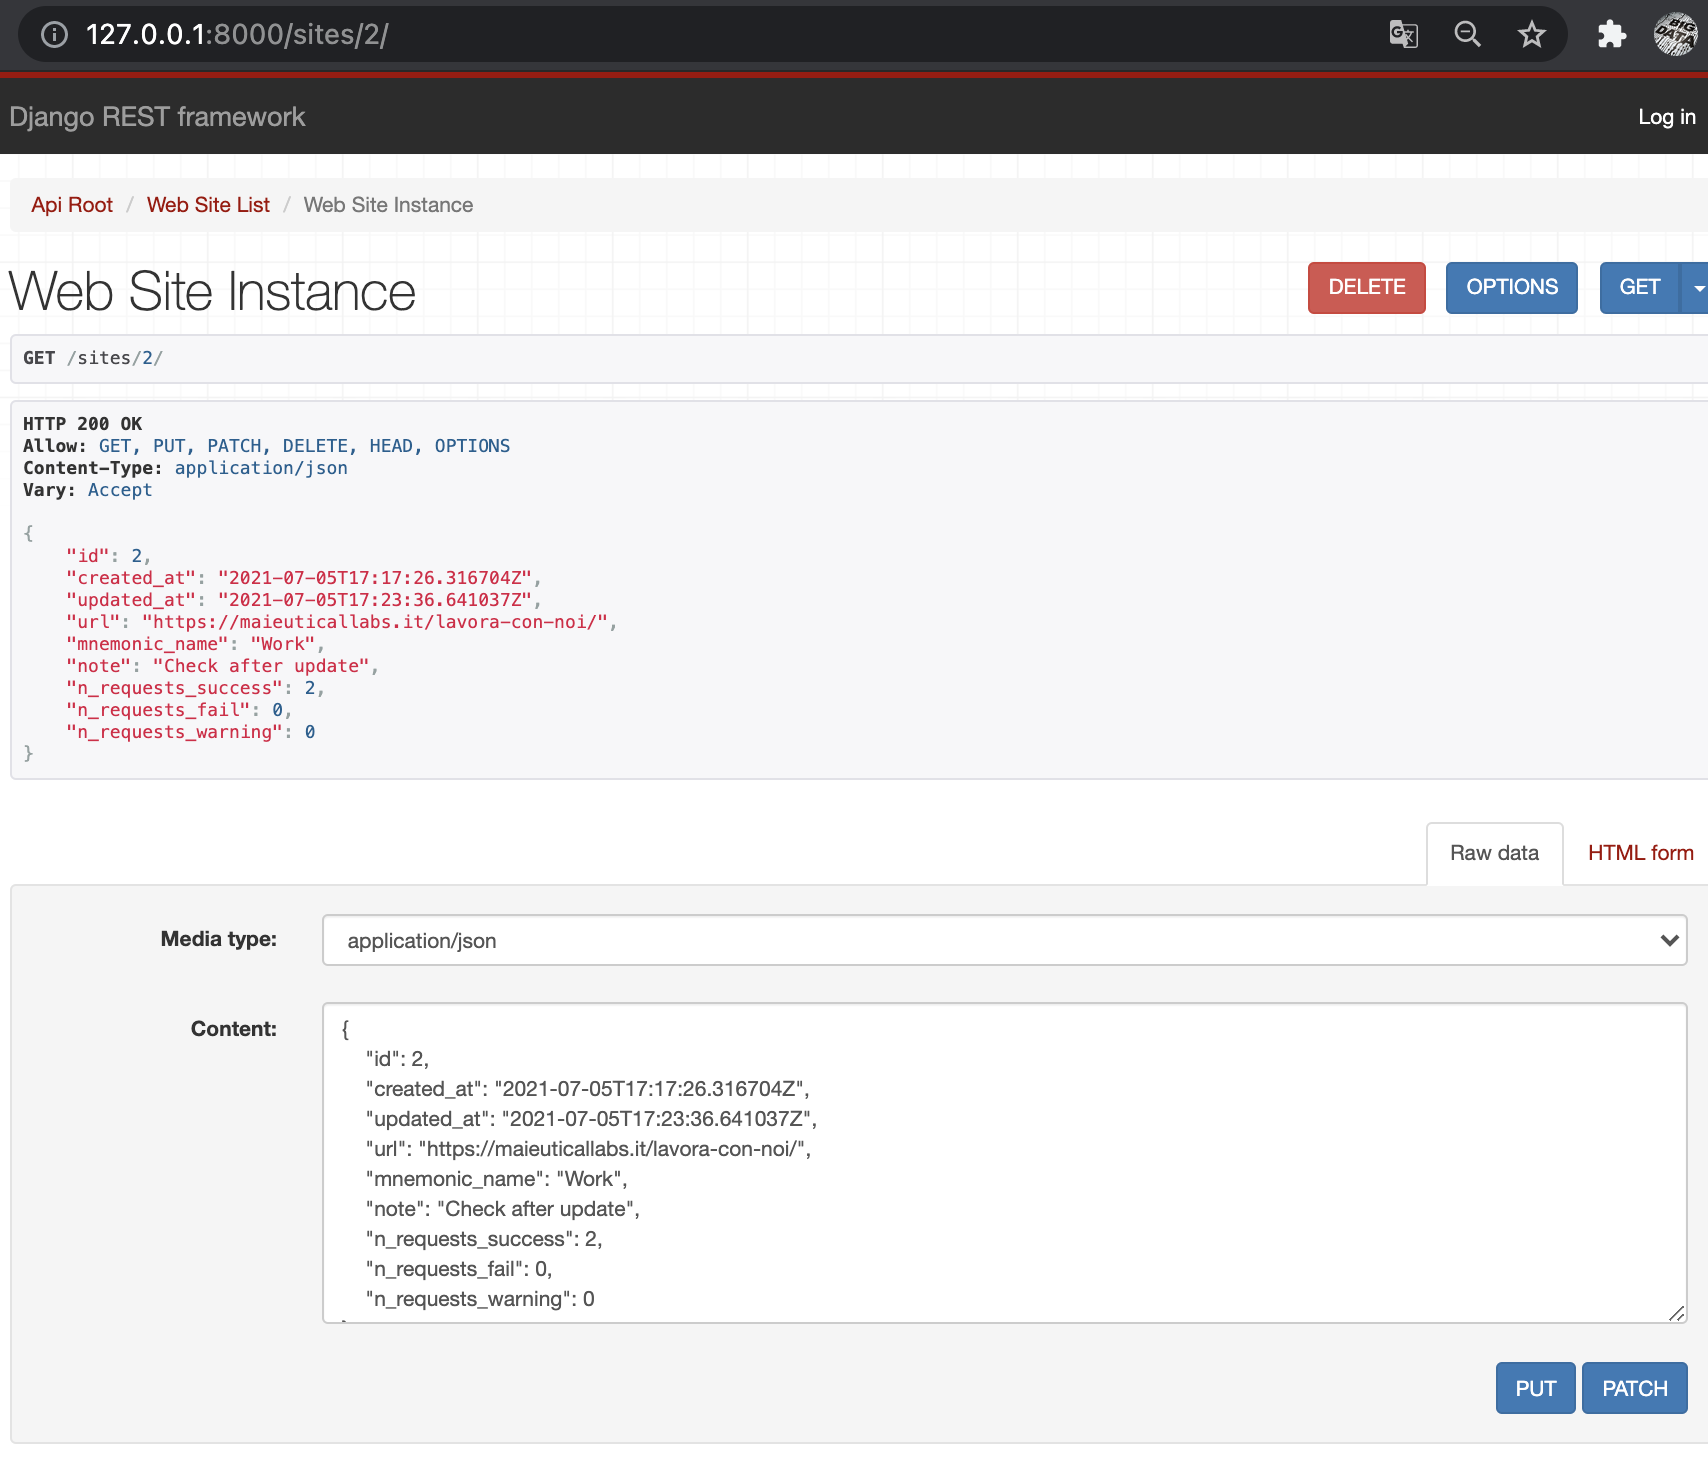 127.0.0.1:8000/sites/2/
BIG DATA
Django REST framework
Log in
Api Root / Web Site List / Web Site Instance
Web Site Instance
DELETE
OPTIONS
GET
GET /sites/2/
HTTP 200 OK
Allow: GET, PUT, PATCH, DELETE, HEAD, OPTIONS
Content-Type: application/json
Vary: Accept
{
"id": 2,
"created_at": "2021-07-05T17:17:26.316704Z",
"updated_at": "2021-07-05T17:23:36.641037Z",
"url": "https://maieuticallabs.it/lavora-con-noi/",
"mnemonic_name": "Work",
"note": "Check after update",
"n_requests_success": 2,
"n_requests_fail": 0,
"n_requests_warning": 0
}
Raw data
HTML form
Media type:
application/json
Content:
{
"id": 2,
"created_at": "2021-07-05T17:17:26.316704Z",
"updated_at": "2021-07-05T17:23:36.641037Z",
"url": "https://maieuticallabs.it/lavora-con-noi/",
"mnemonic_name": "Work",
"note": "Check after update",
"n_requests_success": 2,
"n_requests_fail": 0,
"n_requests_warning": 0
PUT
PATCH